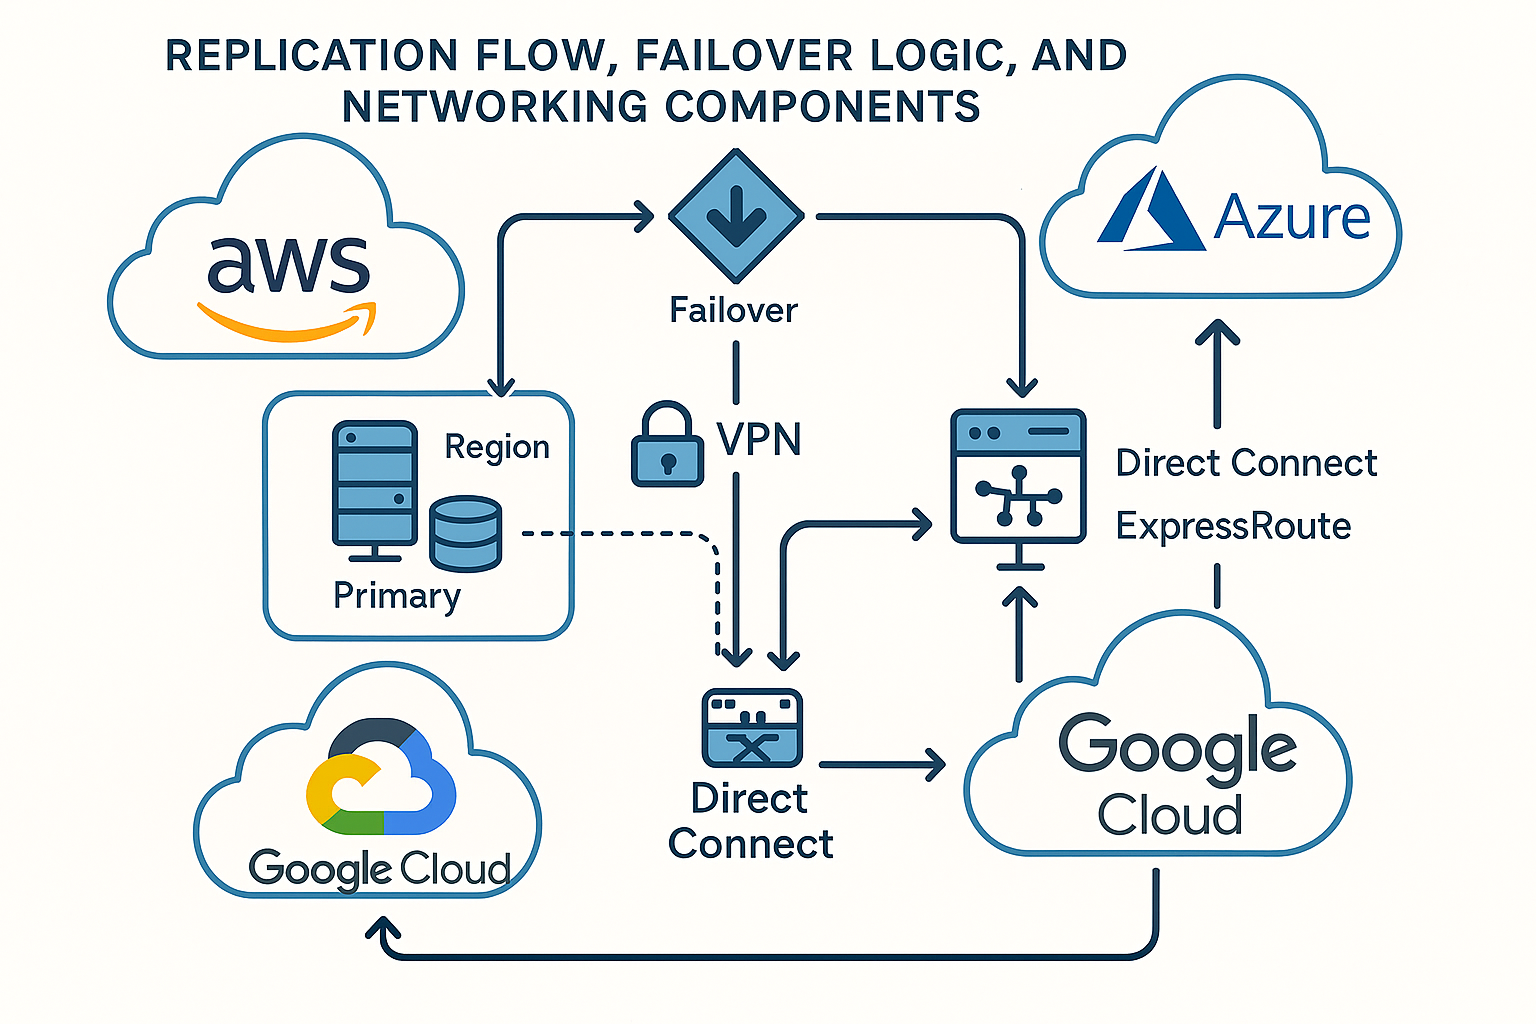 REPLICATION FLOW, FAILOVER LOGIC, AND
NETWORKING COMPONENTS
aws
Azure
Failover
Region
VPN
Primary
Direct Connect
ExpressRoute
Direct
Connect
Google
Cloud
Google Cloud